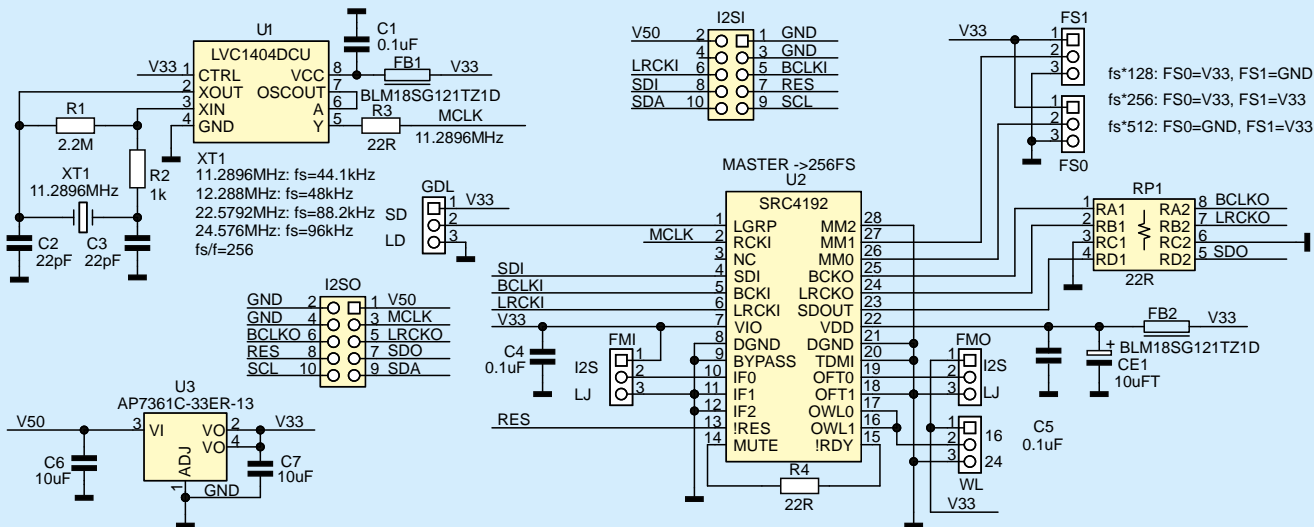 U1
LVC1404DCU
V33 1 CTRL VCC 8
2 XOUT OSCOUT 7
3 XIN A 6
4 GND Y 5
C1
0.1uF
FB1
V33
BLM18SG121TZ1D
R3
22R
MCLK
11.2896MHz
R1
2.2M
R2
1k
XT1
11.2896MHz
C2
22pF
C3
22pF
XT1
11.2896MHz: fs=44.1kHz
12.288MHz: fs=48kHz
22.5792MHz: fs=88.2kHz
24.576MHz: fs=96kHz
fs/f=256
I2SI
V50 2 1 GND
4 3 GND
LRCKI 6 5 BCLKI
SDI 8 7 RES
SDA 10 9 SCL
FS1
V33
1
2
3
1
2
3
FS0
fs*128: FS0=V33, FS1=GND
fs*256: FS0=V33, FS1=V33
fs*512: FS0=GND, FS1=V33
GDL
1 V33
SD 2
LD 3
MASTER ->256FS
U2
SRC4192
1 LGRP MM2 28
MCLK 2 RCKI MM1 27
3 NC MM0 26
SDI 4 SDI BCKO 25
BCLKI 5 BCKI LRCKO 24
LRCKI 6 LRCKI SDOUT 23
V33 7 VIO VDD 22
8 DGND DGND 21
9 BYPASS TDMI 20
10 IF0 OFT0 19
11 IF1 OFT1 18
12 IF2 OWL0 17
RES 13 !RES OWL1 16
14 MUTE !RDY 15
R4
22R
C4
0.1uF
FMI
1
I2S 2
LJ 3
RP1
1 RA1 RA2 8 BCLKO
2 RB1 RB2 7 LRCKO
3 RC1 RC2 6
4 RD1 RD2 5 SDO
22R
FB2
V33
BLM18SG121TZ1D
+
CE1
10uFT
C5
0.1uF
FMO
1
I2S
2
3
LJ
1
16
2
3
24
WL
V33
I2SO
GND 2 1 V50
GND 4 3 MCLK
BCLKO 6 5 LRCKO
RES 8 7 SDO
SCL 10 9 SDA
U3
AP7361C-33ER-13
V50 3 VI VO 2 V33
VO 4
ADJ
1
GND
C6
10uF
C7
10uF